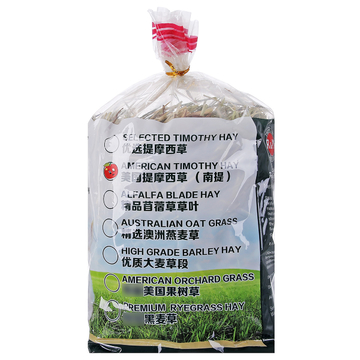 SELECTED TIMOTHY HAY
优选提摩西草
AMERICAN TIMOTHY HAY
美国提摩西草（南提）
ALFALFA BLADE HAY
精品苜蓿草草叶
AUSTRALIAN OAT GRASS
精选澳洲燕麦草
HIGH GRADE BARLEY HAY
优质大麦草段
AMERICAN ORCHARD GRASS
美国果树草
PREMIUM RYEGRASS HAY
黑麦草